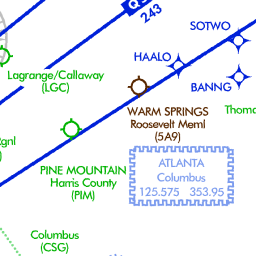 243
SOTWO
HAALO
BANNG
Lagrange/Callaway
(LGC)
WARM SPRINGS
Roosevelt Meml
(5A9)
PINE MOUNTAIN
Harris County
(PIM)
ATLANTA
Columbus
125.575 353.95
Columbus
(CSG)